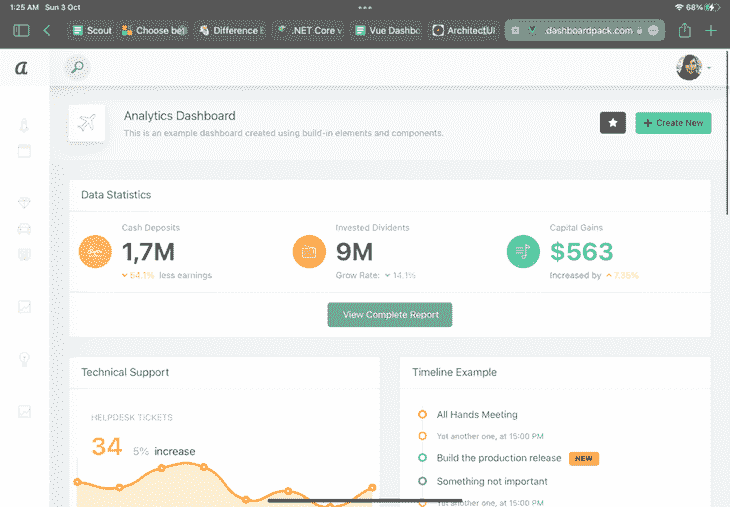 1:25 AM Sun 3 Oct
68%
Scout
Choose be
Difference
.NET Core v
Vue Dashbo
ArchitectUI
.dashboardpack.com
a
Analytics Dashboard
This is an example dashboard created using build-in elements and components.
Create New
Data Statistics
Cash Deposits
1,7M
54.1% less earnings
Invested Dividents
9M
Grow Rate: 14.1%
Capital Gains
$563
Increased by 7.35%
View Complete Report
Technical Support
HELPDESK TICKETS
34 5% increase
Timeline Example
All Hands Meeting
Yet another one, at 15:00 PM
Build the production release NEW
Something not important
Yet another one, at 15:00 PM